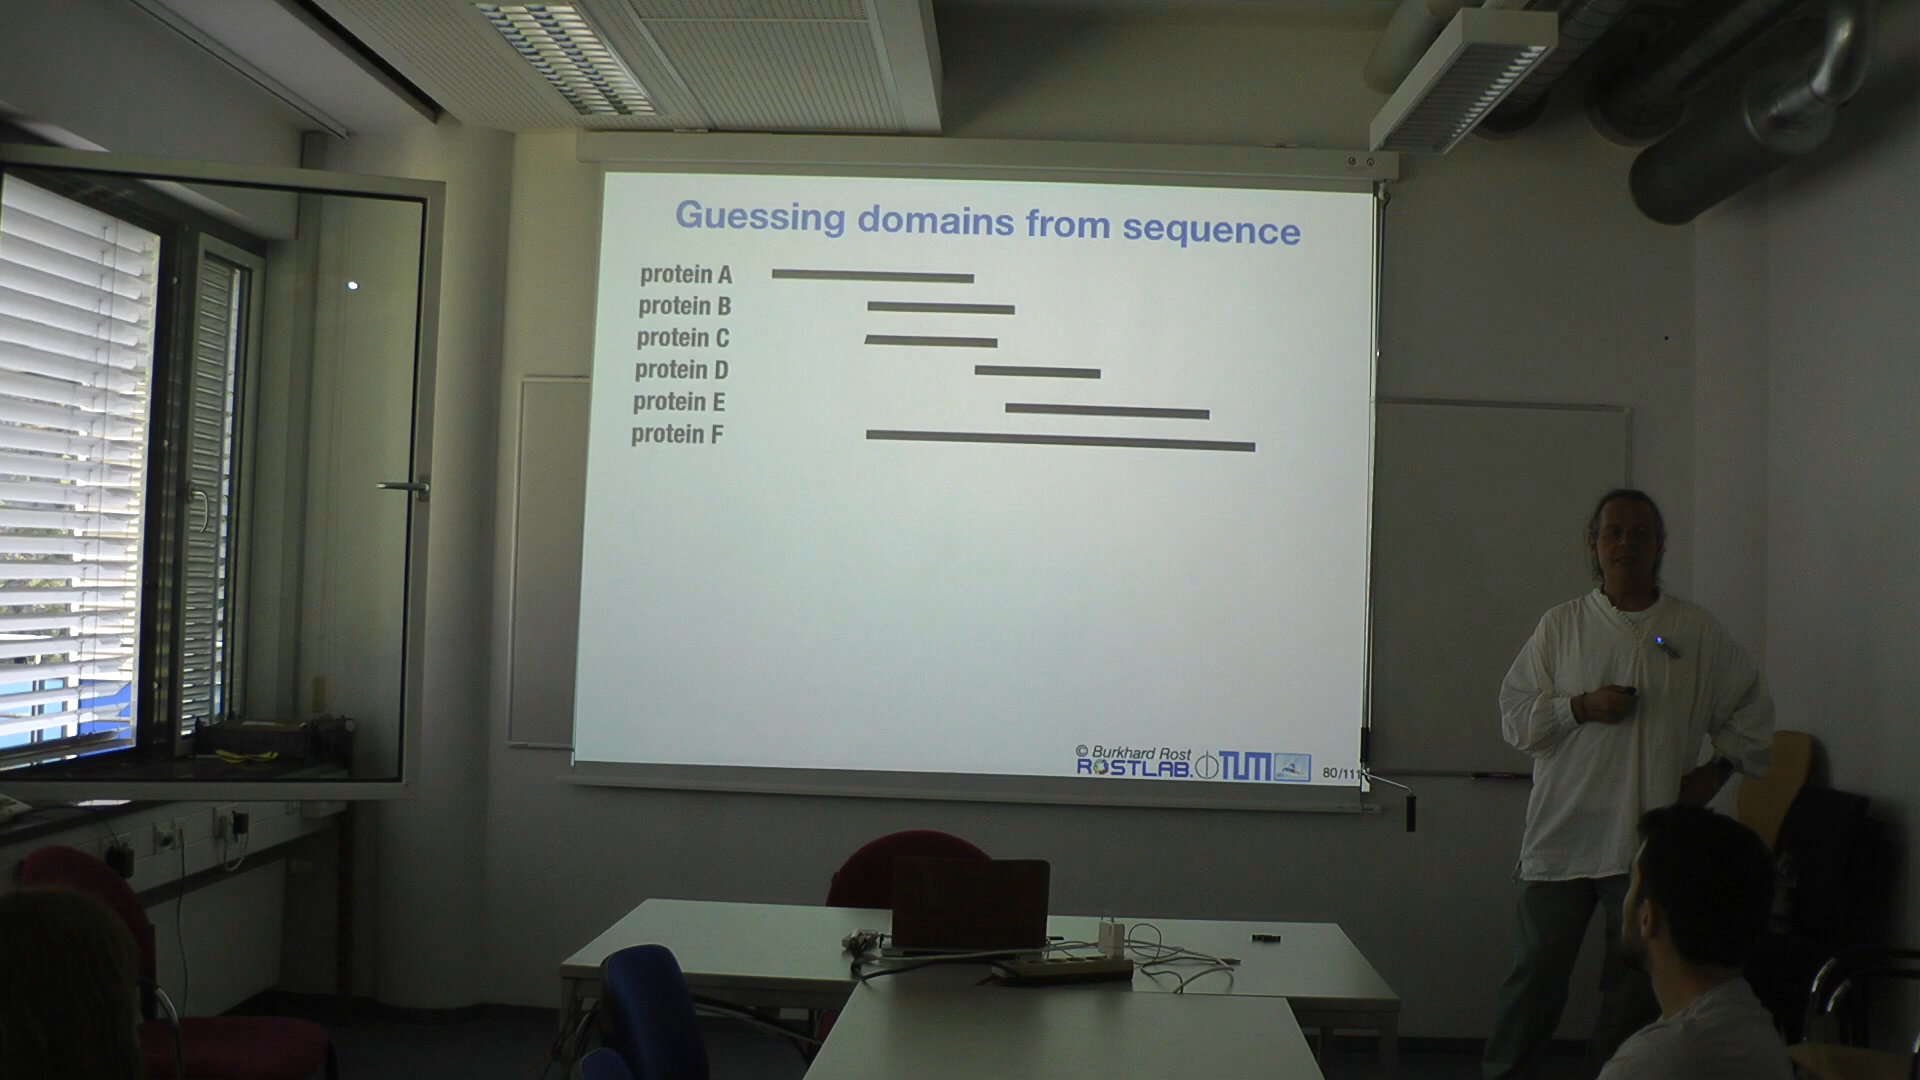 Guessing domains from sequence
protein A
protein B
protein C
protein D
protein E
protein F
© Burkhard Rost
ROSTLAB.
TUM
80/111